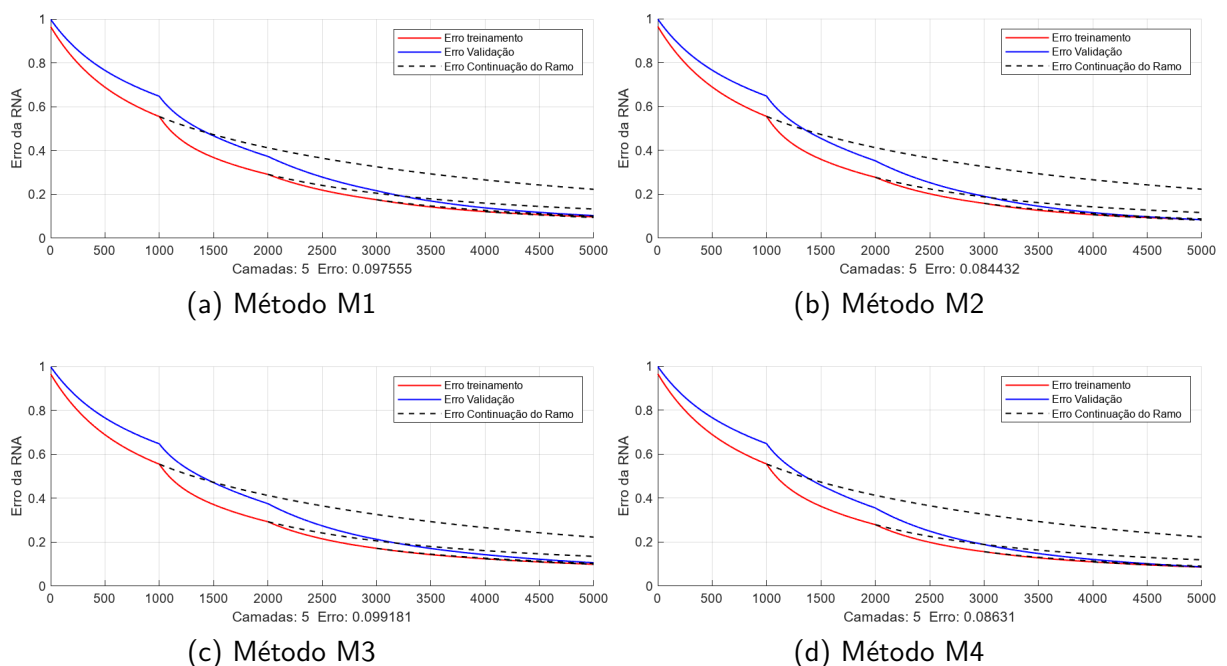 1
0.8
0.6
0.4
0.2
0
Erro da RNA
Erro treinamento
Erro Validação
Erro Continuação do Ramo
0 500 1000 1500 2000 2500 3000 3500 4000 4500 5000
Camadas: 5 Erro: 0.097555
(a) Método M1
1
0.8
0.6
0.4
0.2
0
Erro da RNA
Erro treinamento
Erro Validação
Erro Continuação do Ramo
0 500 1000 1500 2000 2500 3000 3500 4000 4500 5000
Camadas: 5 Erro: 0.084432
(b) Método M2
1
0.8
0.6
0.4
0.2
0
Erro da RNA
Erro treinamento
Erro Validação
Erro Continuação do Ramo
0 500 1000 1500 2000 2500 3000 3500 4000 4500 5000
Camadas: 5 Erro: 0.099181
(c) Método M3
1
0.8
0.6
0.4
0.2
0
Erro da RNA
Erro treinamento
Erro Validação
Erro Continuação do Ramo
0 500 1000 1500 2000 2500 3000 3500 4000 4500 5000
Camadas: 5 Erro: 0.08631
(d) Método M4